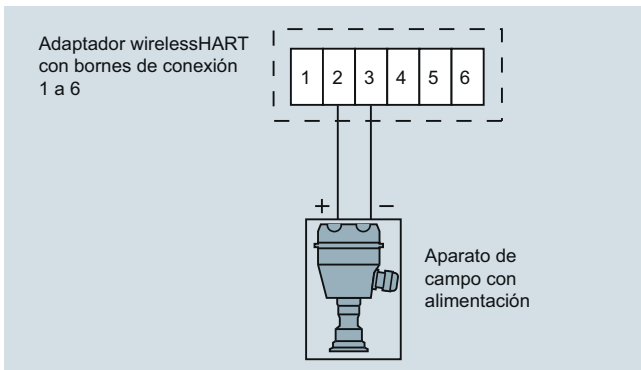 Adaptador wirelessHART
con bornes de conexión
1 a 6
1 2 3 4 5 6
+ −
Aparato de
campo con
alimentación